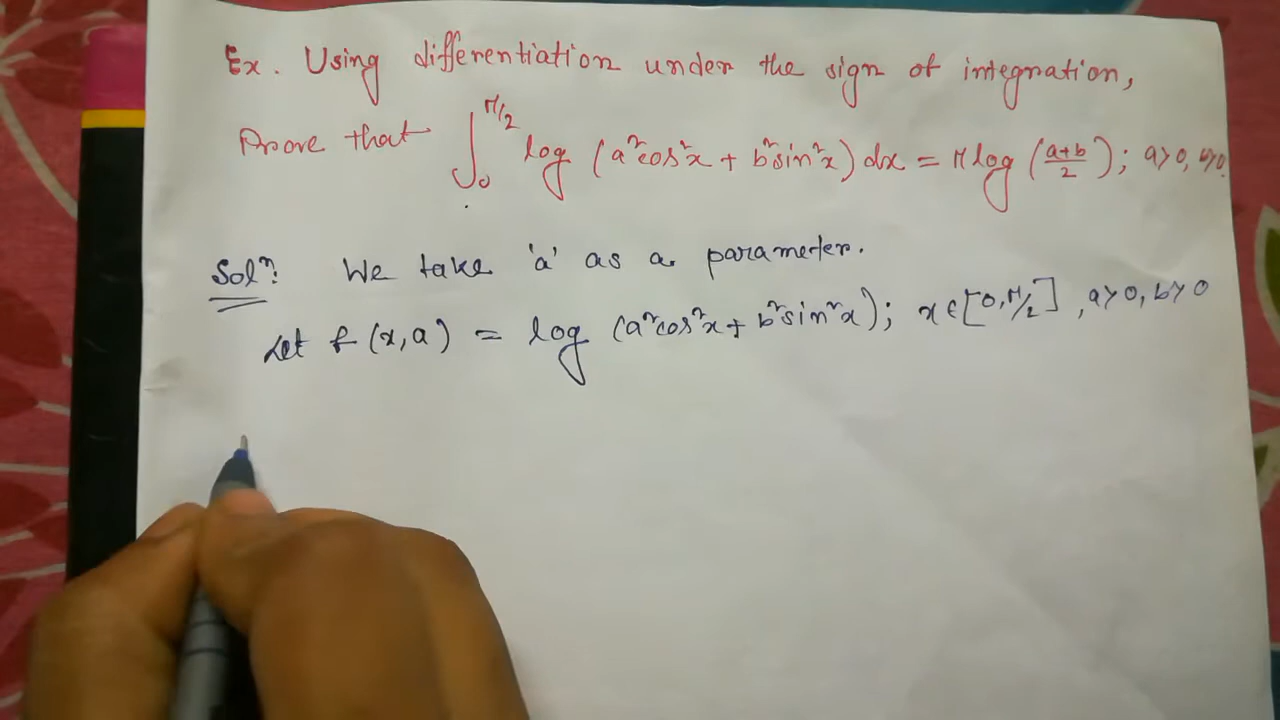 Ex. Using differentiation under the sign of integration,
Prove that ∫₀^{π/2} log (a²cos²x + b²sin²x) dx = π log ((a+b)/2); a>0, b>0.
Solⁿ: We take 'a' as a parameter.
Let f(x,a) = log (a²cos²x + b²sin²x); x ∈ [0, π/2], a>0, b>0